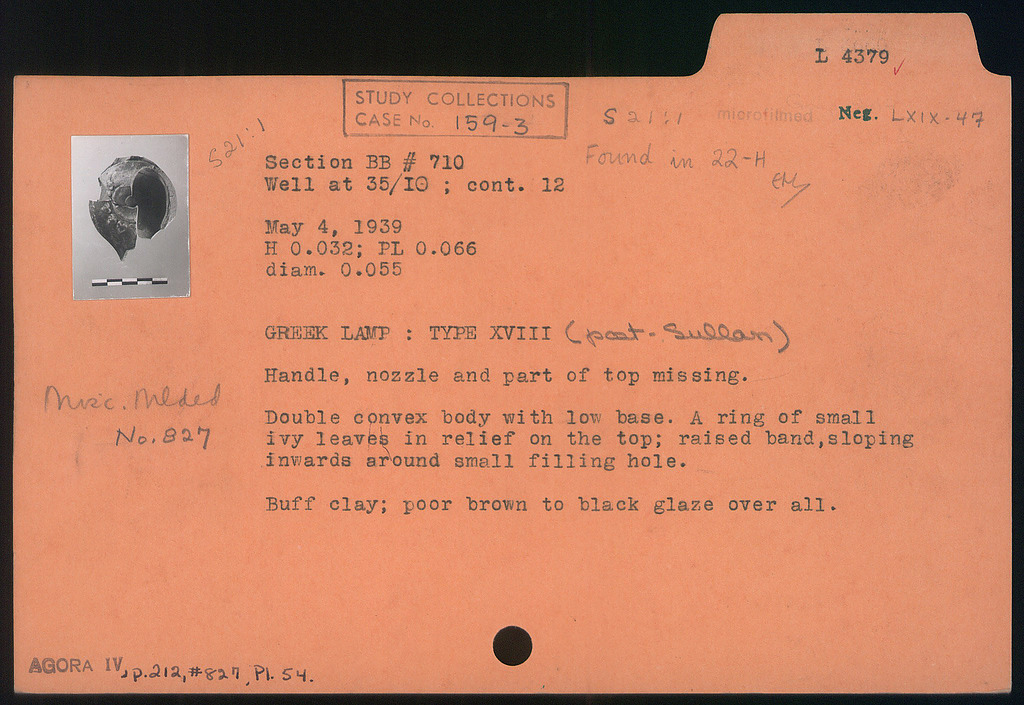 L 4379
STUDY COLLECTIONS
CASE No. 159-3
S 21:1 microfilmed Neg. LXIX-47
S21:1
Found in 22-H
Section BB # 710
Well at 35/IO ; cont. 12
May 4, 1939
H 0.032; PL 0.066
diam. 0.055
GREEK LAMP : TYPE XVIII (post-Sullan)
Handle, nozzle and part of top missing.
Misc. Mlded
No. 827
Double convex body with low base. A ring of small
ivy leaves in relief on the top; raised band,sloping
inwards around small filling hole.
Buff clay; poor brown to black glaze over all.
AGORA IV, p.212, #827, Pl. 54.